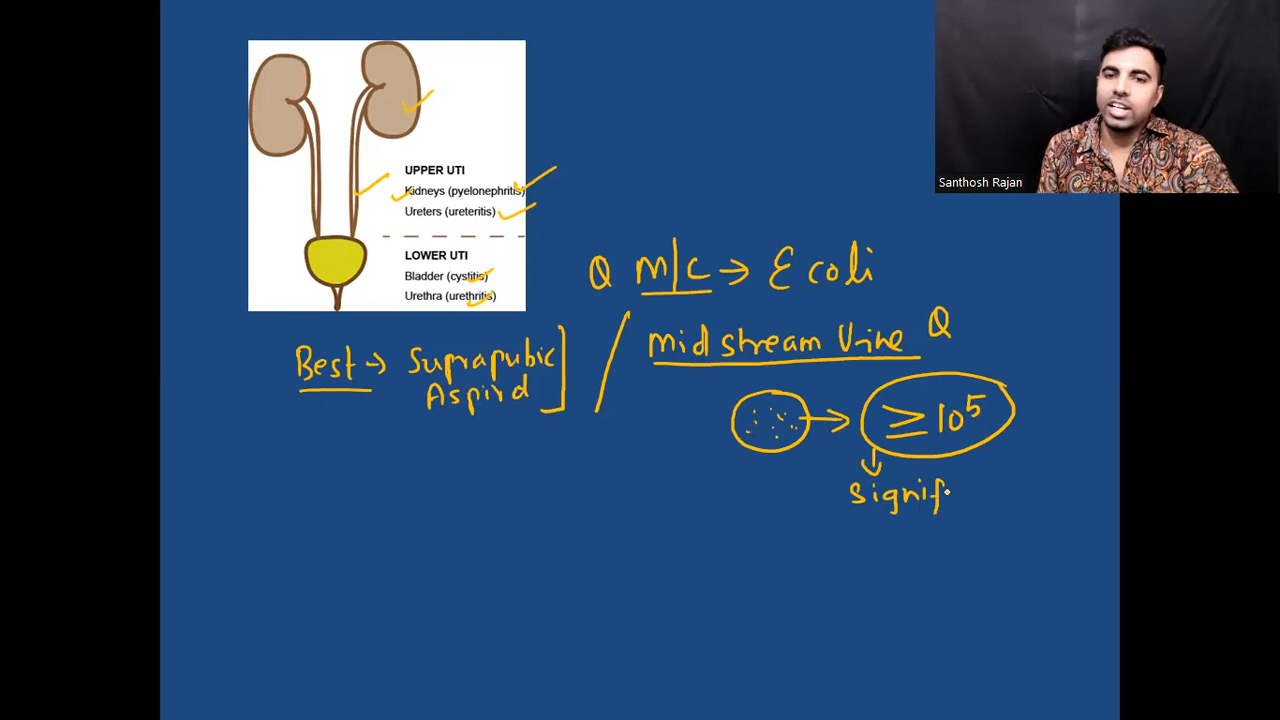 Santhosh Rajan
UPPER UTI
Kidneys (pyelonephritis)
Ureters (ureteritis)
LOWER UTI
Bladder (cystitis)
Urethra (urethritis)
Q M/C → E coli
Best → Suprapubic
Aspird
Mid stream Urine Q
≥ 10⁵
Signif